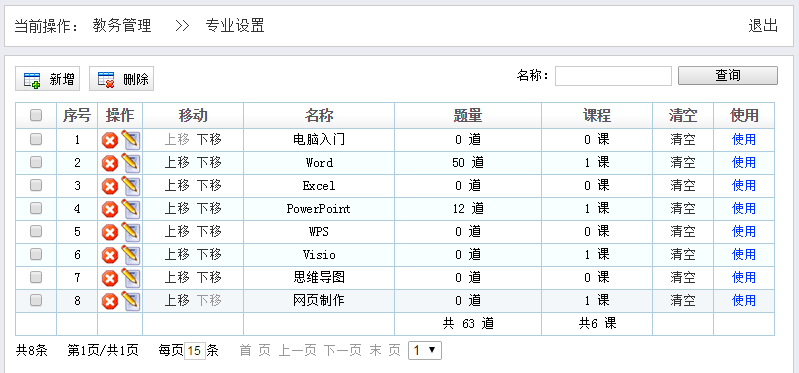 当前操作： 教务管理 >> 专业设置 退出
新增 删除 名称: 查询
序号 操作 移动 名称 题量 课程 清空 使用
1 上移 下移 电脑入门 0 道 0 课 清空 使用
2 上移 下移 Word 50 道 1 课 清空 使用
3 上移 下移 Excel 0 道 0 课 清空 使用
4 上移 下移 PowerPoint 12 道 1 课 清空 使用
5 上移 下移 WPS 0 道 0 课 清空 使用
6 上移 下移 Visio 0 道 1 课 清空 使用
7 上移 下移 思维导图 0 道 0 课 清空 使用
8 上移 下移 网页制作 0 道 1 课 清空 使用
共 63 道 共6 课
共8条 第1页/共1页 每页15条 首 页 上一页 下一页 末 页 1